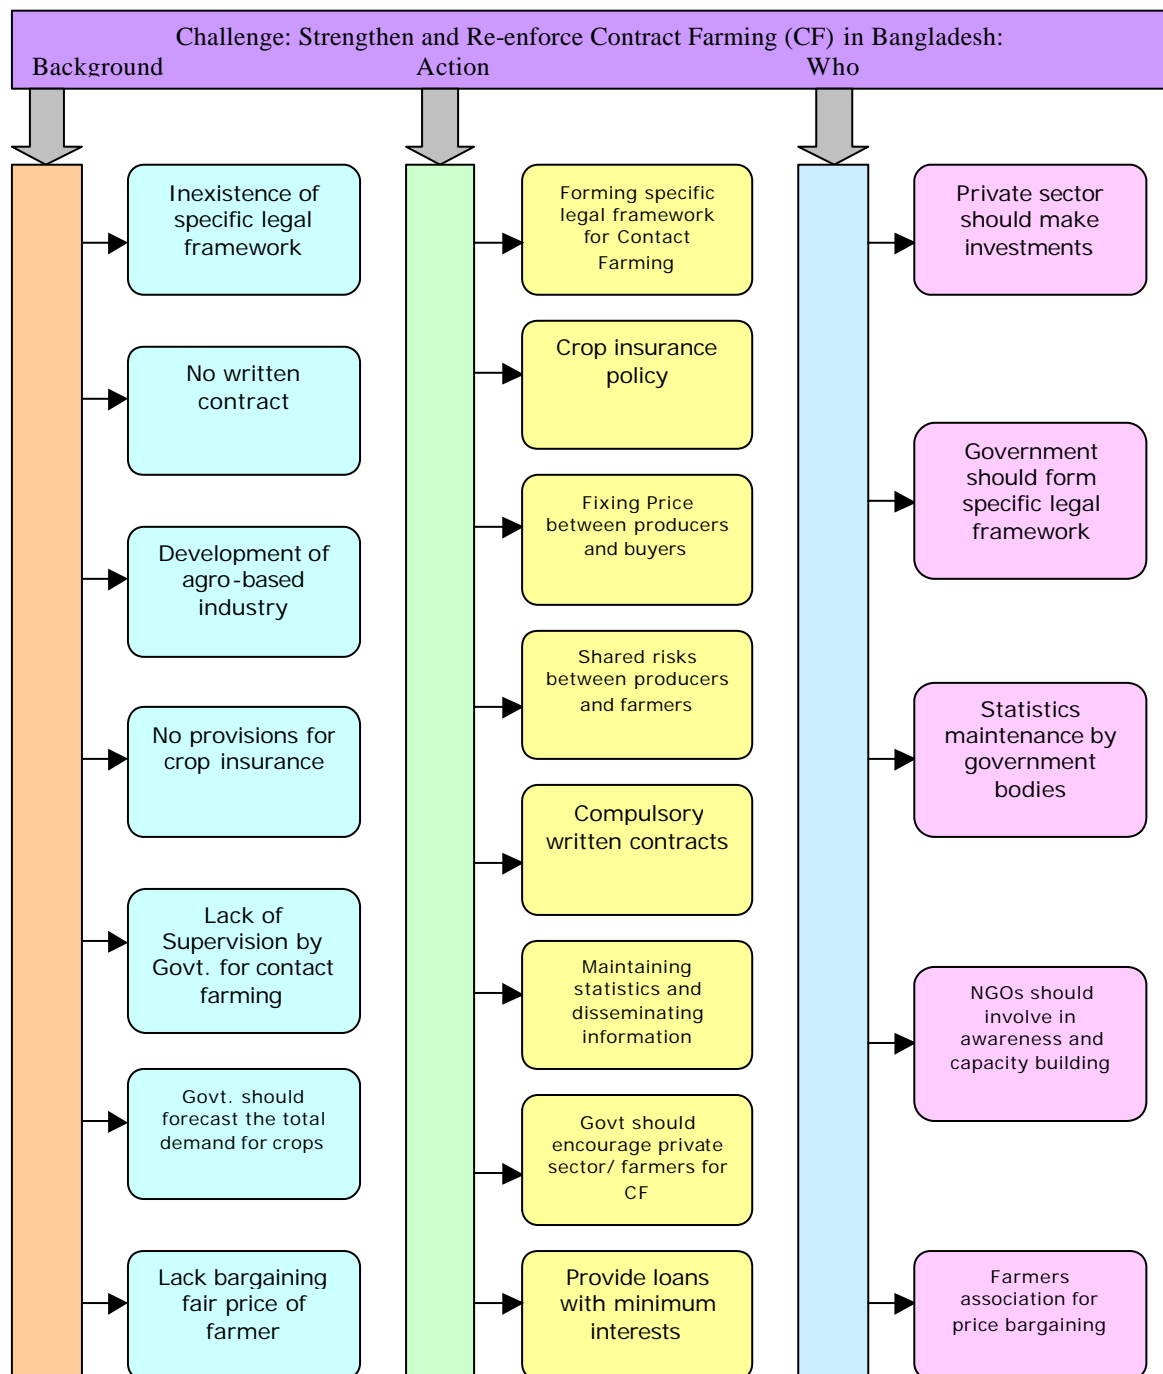 Challenge: Strengthen and Re-enforce Contract Farming (CF) in Bangladesh:
Background Action Who
Inexistence of
specific legal
framework
No written
contract
Development of
agro-based
industry
No provisions for
crop insurance
Lack of
Supervision by
Govt. for contact
farming
Govt. should
forecast the total
demand for crops
Lack bargaining
fair price of
farmer
Forming specific
legal framework
for Contact
Farming
Crop insurance
policy
Fixing Price
between producers
and buyers
Shared risks
between producers
and farmers
Compulsory
written contracts
Maintaining
statistics and
disseminating
information
Govt should
encourage private
sector/ farmers for
CF
Provide loans
with minimum
interests
Private sector
should make
investments
Government
should form
specific legal
framework
Statistics
maintenance by
government
bodies
NGOs should
involve in
awareness and
capacity building
Farmers
association for
price bargaining